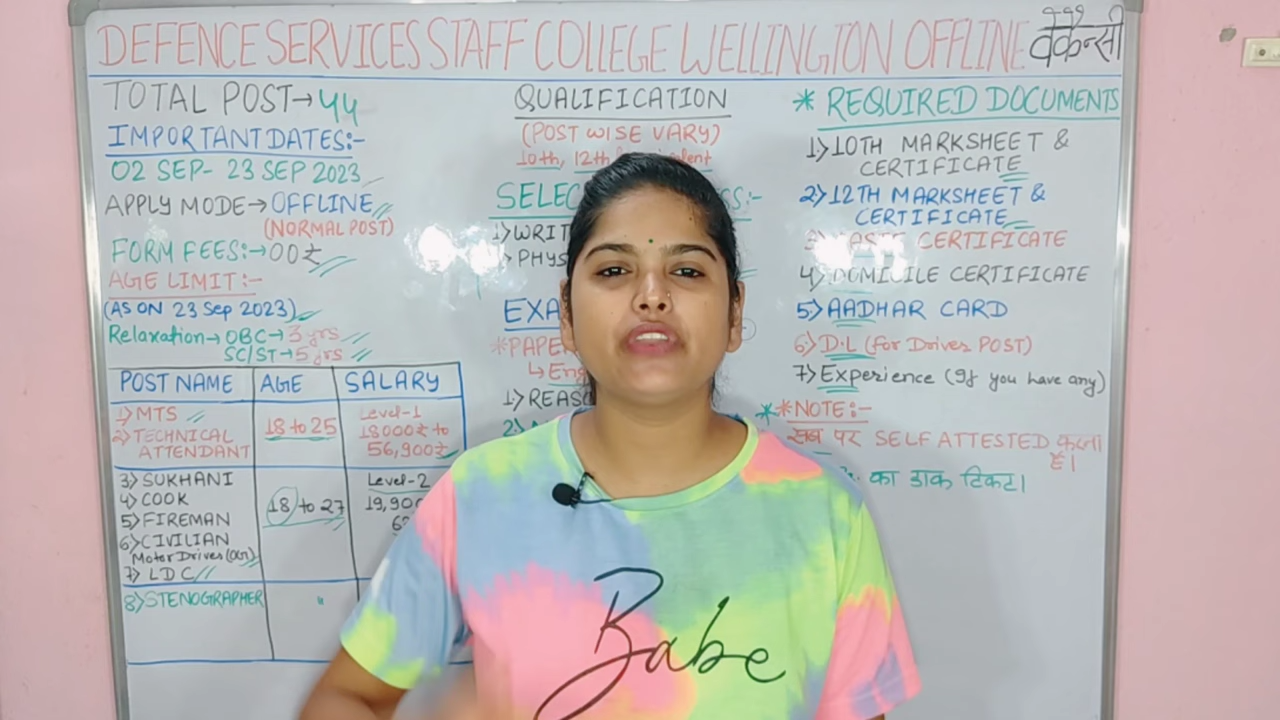 DEFENCE SERVICES STAFF COLLEGE WELLINGTON OFFLINE वैकेन्सी
TOTAL POST→44
IMPORTANT DATES:-
02 SEP- 23 SEP 2023
APPLY MODE→OFFLINE
(NORMAL POST)
FORM FEES:→00₹
AGE LIMIT:-
(AS ON 23 Sep 2023)
Relaxation→OBC→3 yrs
SC/ST→5 yrs
POST NAME AGE SALARY
1) MTS
2) TECHNICAL ATTENDANT
18 to 25
Level-1
18000₹ to
56,900₹
3) SUKHANI
4) COOK
5) FIREMAN
6) CIVILIAN
Motor Driver (OG)
7) LDC
18 to 27
Level-2
8) STENOGRAPHER "
QUALIFICATION
(POST WISE VARY)
10th, 12th
1)
* REQUIRED DOCUMENTS
1) 10TH MARKSHEET &
CERTIFICATE
2) 12TH MARKSHEET &
CERTIFICATE
3) CASTE CERTIFICATE
4) DOMICILE CERTIFICATE
5) AADHAR CARD
6) D.L (for Driver POST)
7) Experience (If you have any)
**NOTE:-
सब पर SELF ATTESTED करना
है।
का डाक टिकट।
Babe